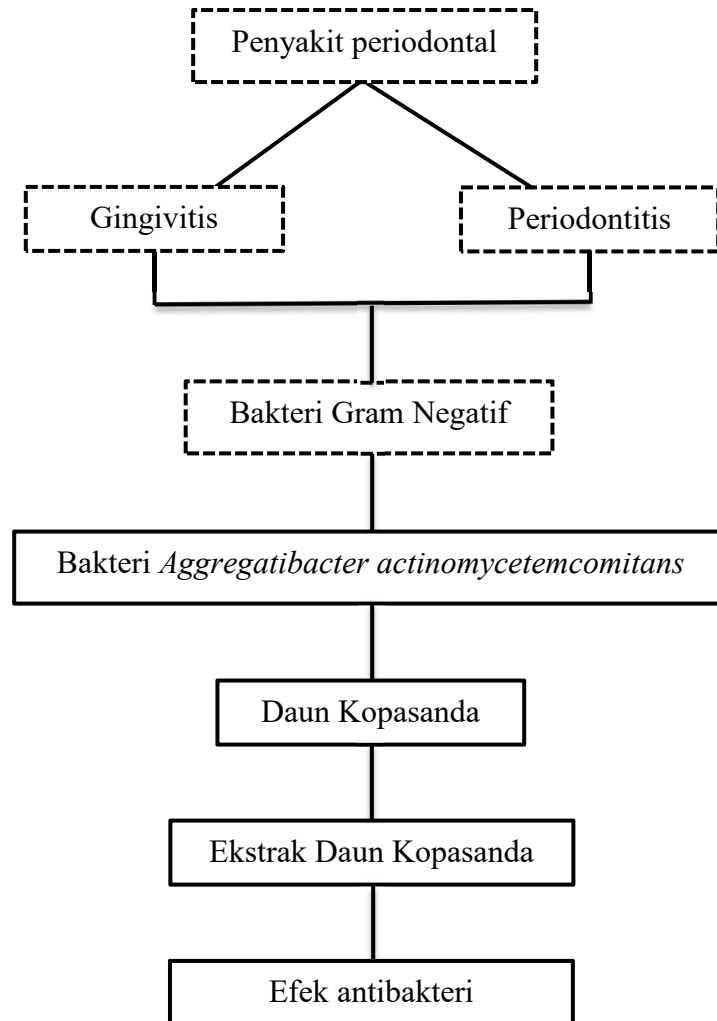 Penyakit periodontal
Gingivitis
Periodontitis
Bakteri Gram Negatif
Bakteri Aggregatibacter actinomycetemcomitans
Daun Kopasanda
Ekstrak Daun Kopasanda
Efek antibakteri